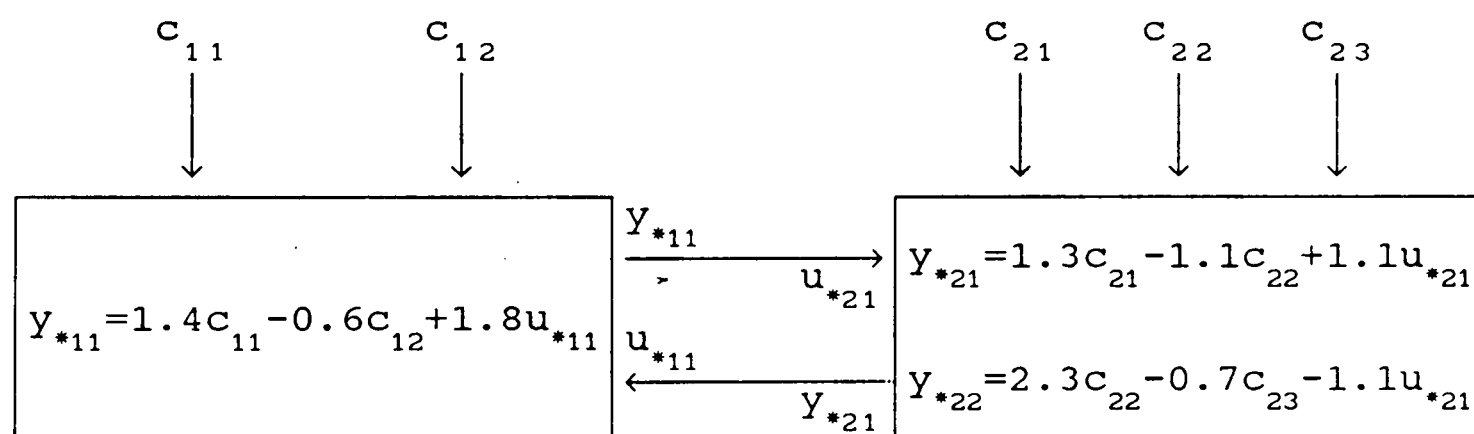 c₁₁ c₁₂ c₂₁ c₂₂ c₂₃
y*₁₁
u*₂₁
y*₁₁=1.4c₁₁-0.6c₁₂+1.8u*₁₁
u*₁₁
y*₂₁
y*₂₁=1.3c₂₁-1.1c₂₂+1.1u*₂₁
y*₂₂=2.3c₂₂-0.7c₂₃-1.1u*₂₁